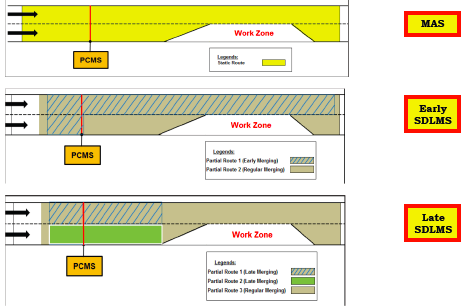 MAS
Work Zone
PCMS
Legends:
Static Route
Early
SDLMS
Work Zone
PCMS
Legends:
Partial Route 1 (Early Merging)
Partial Route 2 (Regular Merging)
Late
SDLMS
Work Zone
PCMS
Legends:
Partial Route 1 (Late Merging)
Partial Route 2 (Late Merging)
Partial Route 3 (Regular Merging)